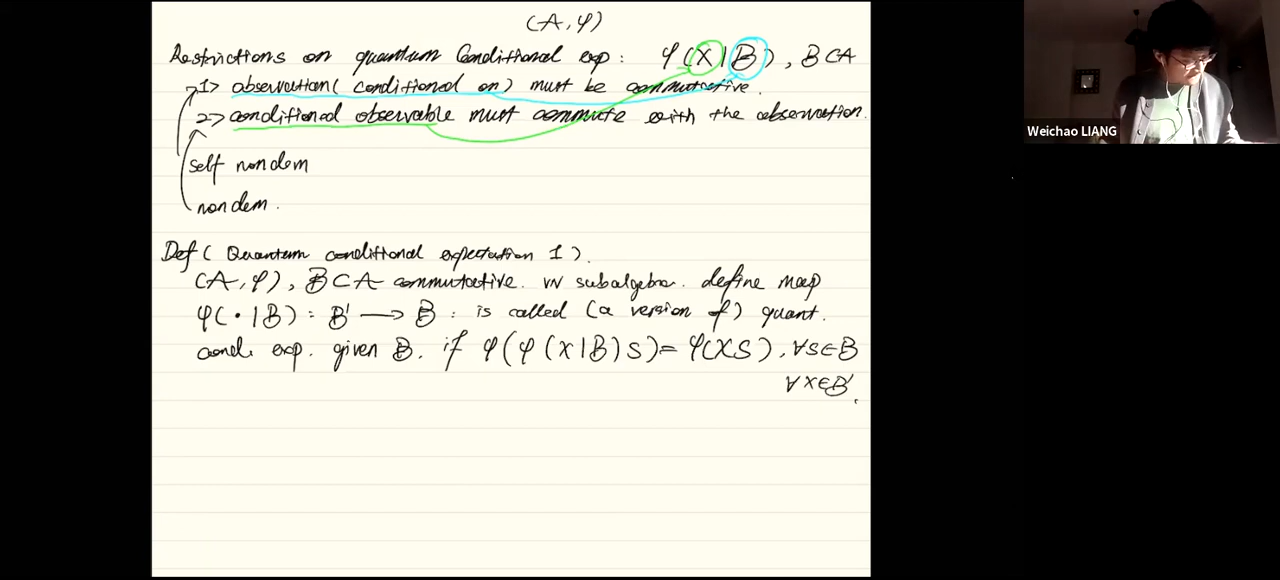 (A, φ)
Restrictions on quantum Conditional exp : φ(X|B), B⊂A
1> observation (conditional on) must be commutative.
2> conditional observable must commute with the observation.
self nondem
nondem.
Def ( Quantum conditional expectation 1 ).
(A, φ), B⊂A commutative. VN subalgebra. define map
φ(·|B) : B' → B : is called (a version of) quant.
cond. exp. given B. if φ(φ(X|B)S) = φ(XS), ∀S∈B
∀X∈B'.
Weichao LIANG